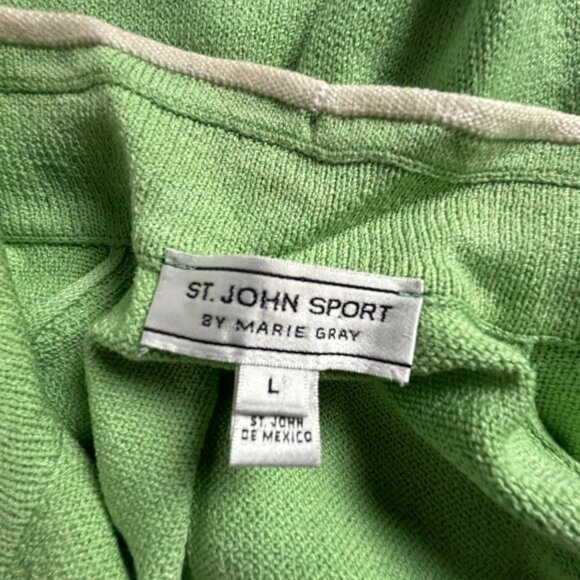 ST. JOHN SPORT
BY MARIE GRAY
L
ST. JOHN
DE MEXICO